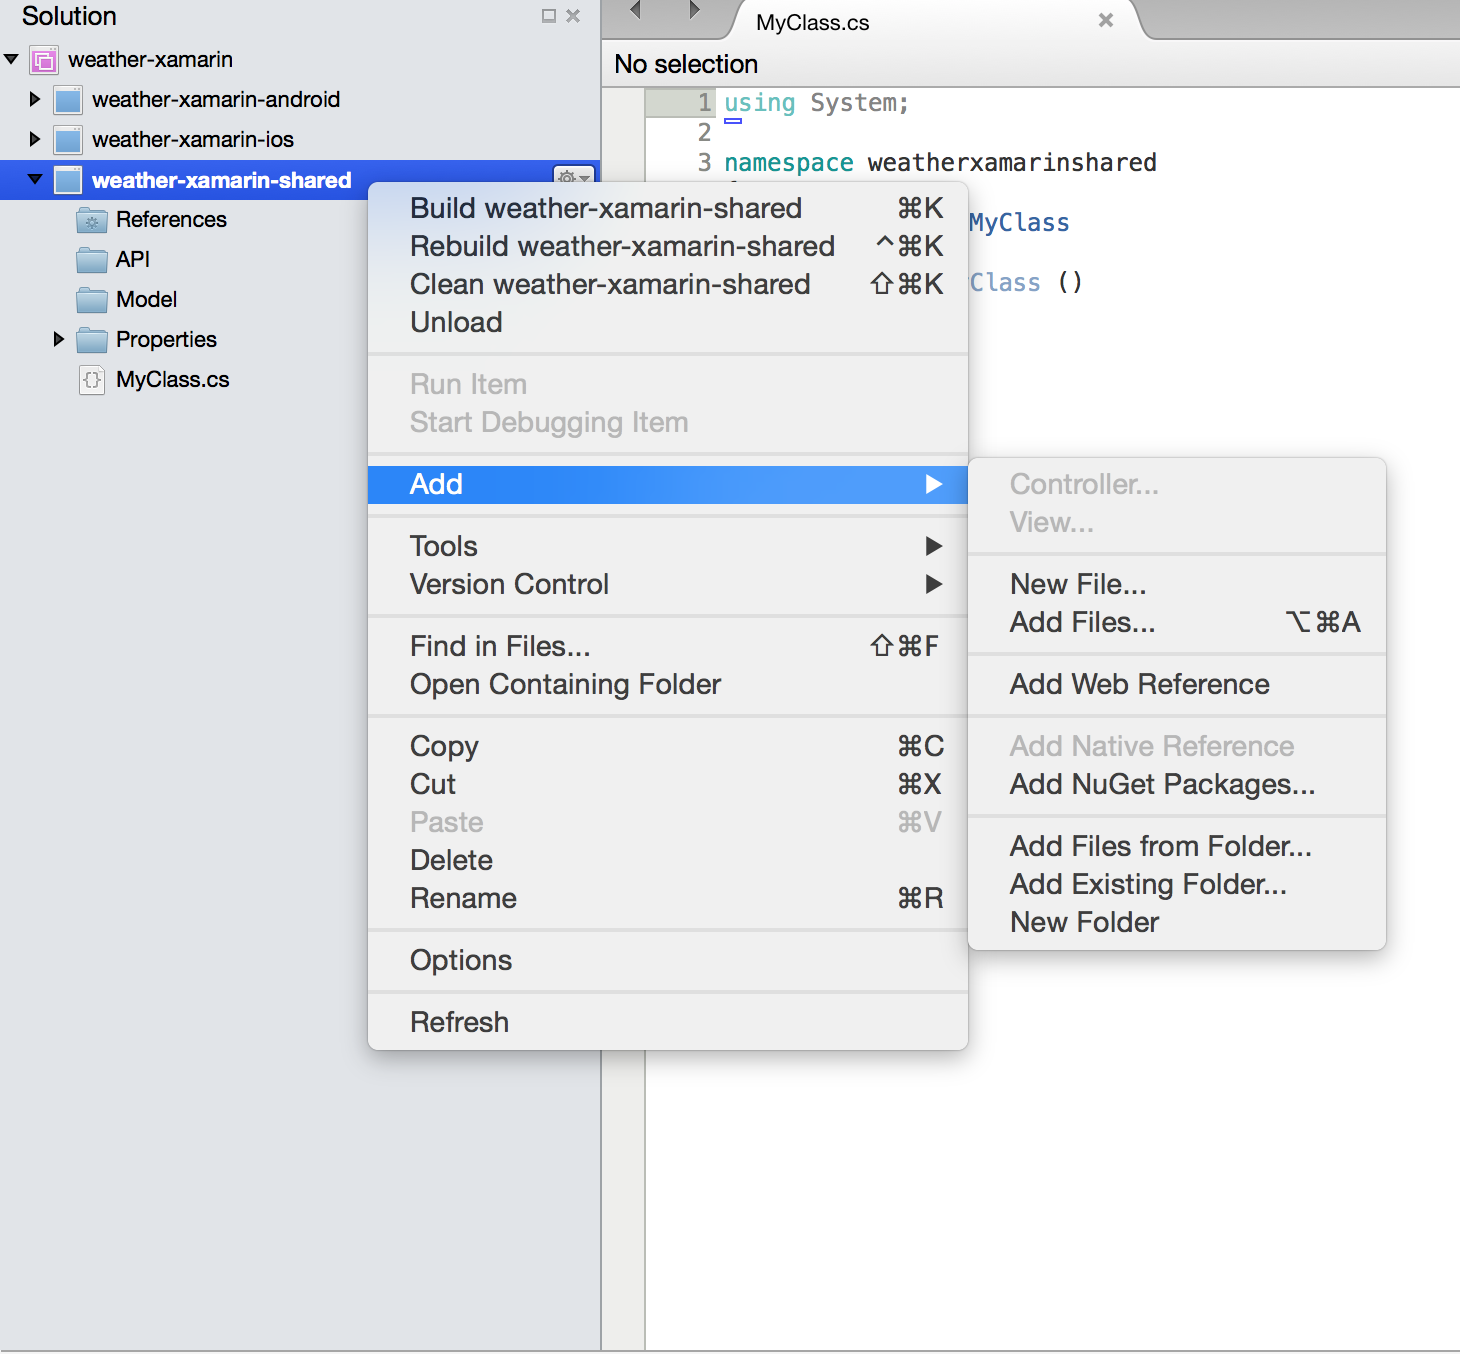 Solution
weather-xamarin
weather-xamarin-android
weather-xamarin-ios
weather-xamarin-shared
References
API
Model
Properties
MyClass.cs
MyClass.cs
No selection
1 using System;
2
3 namespace weatherxamarinshared
MyClass
Class ()
Build weather-xamarin-shared ⌘K
Rebuild weather-xamarin-shared ^⌘K
Clean weather-xamarin-shared ⇧⌘K
Unload
Run Item
Start Debugging Item
Add
Tools
Version Control
Find in Files... ⇧⌘F
Open Containing Folder
Copy ⌘C
Cut ⌘X
Paste ⌘V
Delete
Rename ⌘R
Options
Refresh
Controller...
View...
New File...
Add Files... ⌥⌘A
Add Web Reference
Add Native Reference
Add NuGet Packages...
Add Files from Folder...
Add Existing Folder...
New Folder